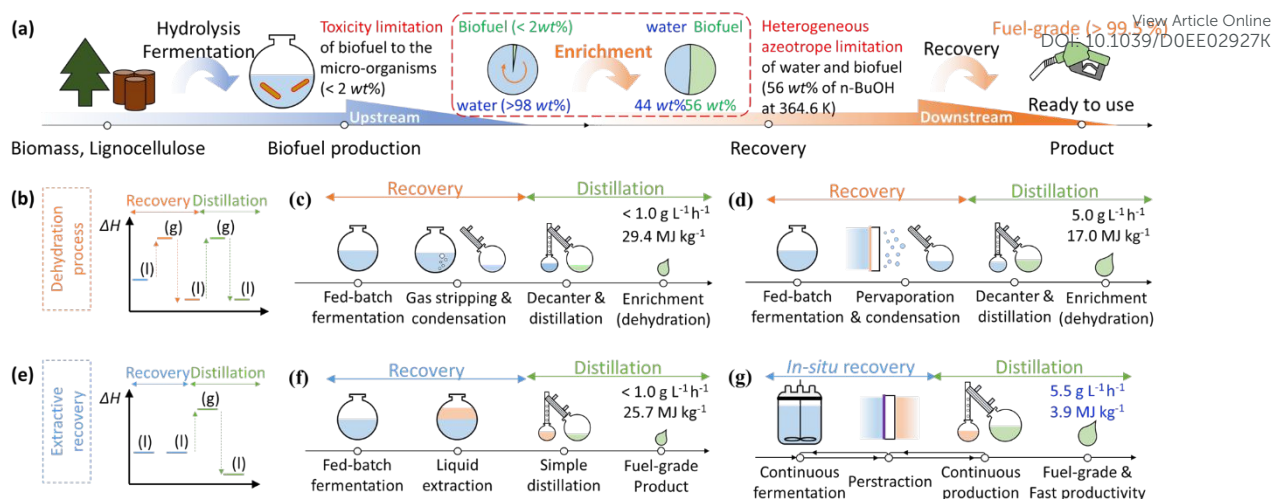 View Article Online
DOI: 10.1039/D0EE02927K
(a)
Hydrolysis
Fermentation
Toxicity limitation
of biofuel to the
micro-organisms
(< 2 wt%)
Biofuel (< 2wt%)
water (>98 wt%)
Enrichment
water Biofuel
44 wt% 56 wt%
Heterogeneous
azeotrope limitation
of water and biofuel
(56 wt% of n-BuOH
at 364.6 K)
Recovery
Fuel-grade (> 99.5 %)
Ready to use
Upstream
Downstream
Biomass, Lignocellulose
Biofuel production
Recovery
Product
(b)
Dehydration
process
Recovery Distillation
ΔH
(l)
(g)
(l)
(g)
(l)
(c)
Recovery
Distillation
< 1.0 g L⁻¹h⁻¹
29.4 MJ kg⁻¹
Fed-batch
fermentation
Gas stripping &
condensation
Decanter &
distillation
Enrichment
(dehydration)
(d)
Recovery
Distillation
5.0 g L⁻¹h⁻¹
17.0 MJ kg⁻¹
Fed-batch
fermentation
Pervaporation
& condensation
Decanter &
distillation
Enrichment
(dehydration)
(e)
Extractive
recovery
Recovery Distillation
ΔH
(l)
(l)
(g)
(l)
(f)
Recovery
Distillation
< 1.0 g L⁻¹h⁻¹
25.7 MJ kg⁻¹
Fed-batch
fermentation
Liquid
extraction
Simple
distillation
Fuel-grade
Product
(g)
In-situ recovery
Distillation
5.5 g L⁻¹h⁻¹
3.9 MJ kg⁻¹
Continuous
fermentation
Perstraction
Continuous
production
Fuel-grade &
Fast productivity